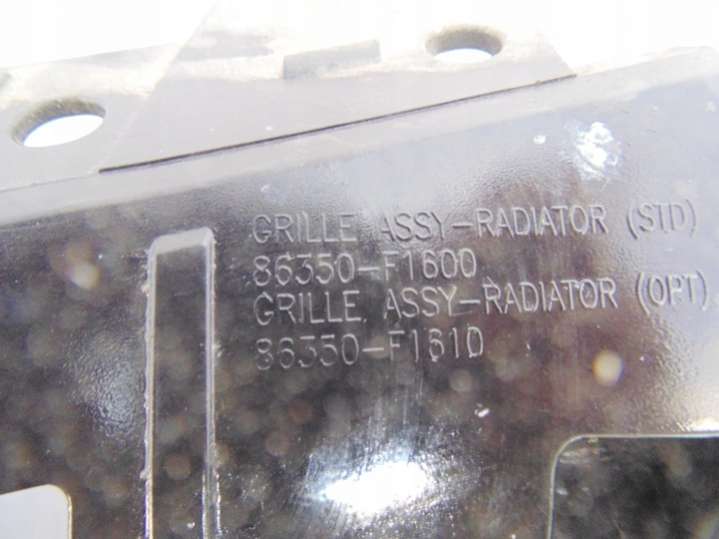 GRILLE ASSY-RADIATOR (STD)
86350-F1600
GRILLE ASSY-RADIATOR (OPT)
86350-F1610